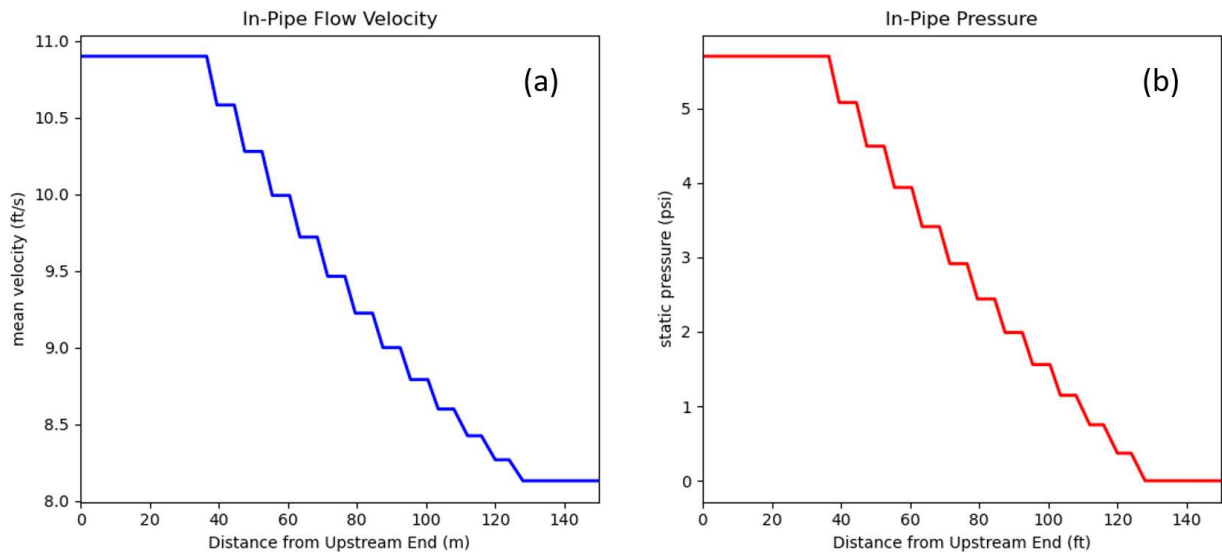 In-Pipe Flow Velocity
(a)
11.0
10.5
10.0
9.5
9.0
8.5
8.0
mean velocity (ft/s)
0 20 40 60 80 100 120 140
Distance from Upstream End (m)
In-Pipe Pressure
(b)
5
4
3
2
1
0
static pressure (psi)
0 20 40 60 80 100 120 140
Distance from Upstream End (ft)